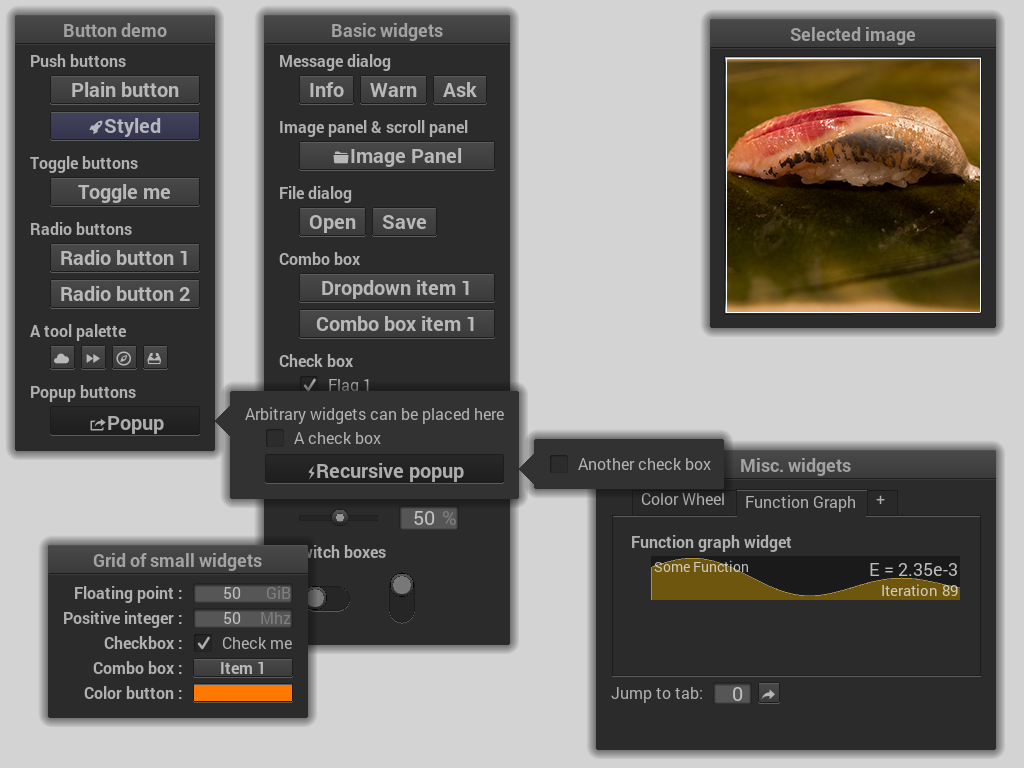 Button demo
Push buttons
Plain button
Styled
Toggle buttons
Toggle me
Radio buttons
Radio button 1
Radio button 2
A tool palette
Popup buttons
Popup
Basic widgets
Message dialog
Info Warn Ask
Image panel & scroll panel
Image Panel
File dialog
Open Save
Combo box
Dropdown item 1
Combo box item 1
Check box
Flag 1
Arbitrary widgets can be placed here
A check box
Recursive popup
Another check box
50 %
boxes
Selected image
Grid of small widgets
Floating point : 50 GiB
Positive integer : 50 Mhz
Checkbox : Check me
Combo box : Item 1
Color button :
Misc. widgets
Color Wheel Function Graph +
Function graph widget
Some Function E = 2.35e-3
Iteration 89
Jump to tab: 0